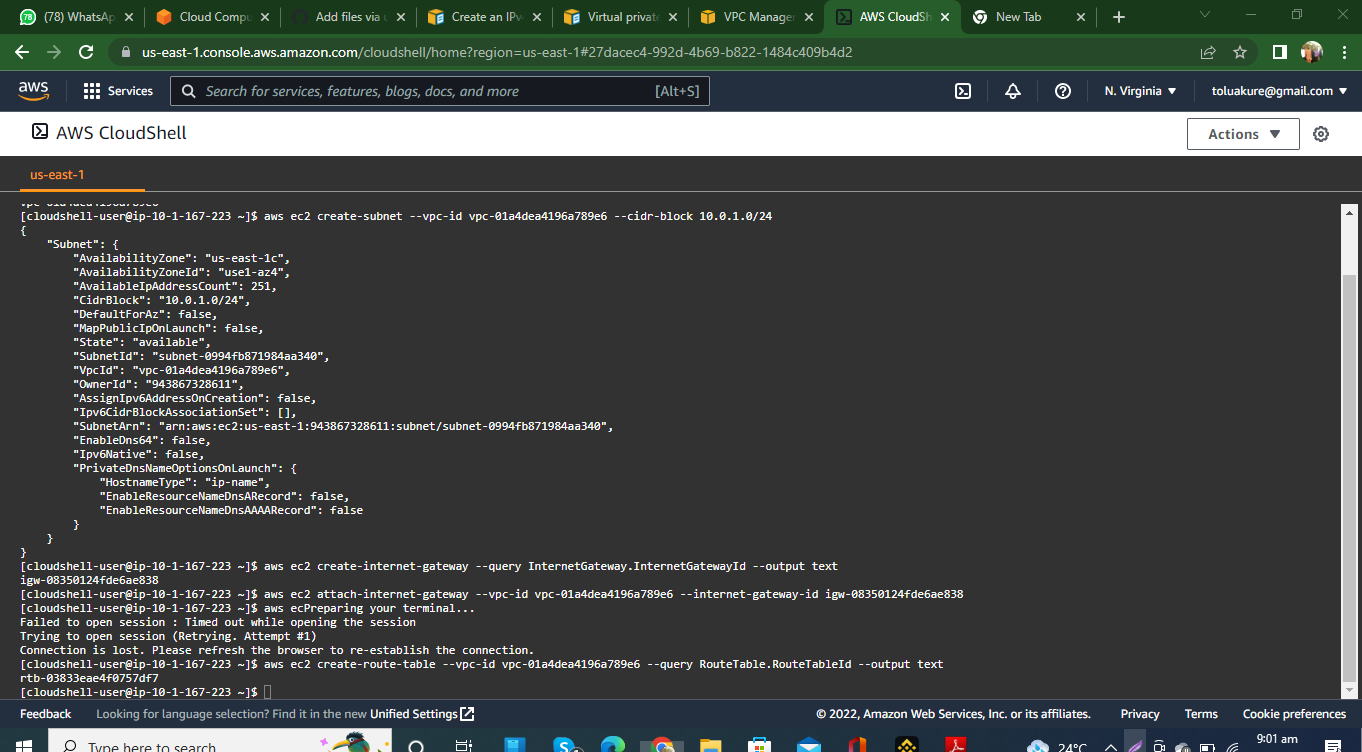 78
(78) WhatsAp
Cloud Compu
Add files via u
Create an IPv
Virtual privat
VPC Manager
AWS CloudSh
New Tab
us-east-1.console.aws.amazon.com/cloudshell/home?region=us-east-1#27dacec4-992d-4b69-b822-1484c409b4d2
aws
Services
Search for services, features, blogs, docs, and more
[Alt+S]
N. Virginia ▼
toluakure@gmail.com ▼
AWS CloudShell
Actions ▼
us-east-1
vpc-01a4dea4196a789e6
[cloudshell-user@ip-10-1-167-223 ~]$ aws ec2 create-subnet --vpc-id vpc-01a4dea4196a789e6 --cidr-block 10.0.1.0/24
{
"Subnet": {
"AvailabilityZone": "us-east-1c",
"AvailabilityZoneId": "use1-az4",
"AvailableIpAddressCount": 251,
"CidrBlock": "10.0.1.0/24",
"DefaultForAz": false,
"MapPublicIpOnLaunch": false,
"State": "available",
"SubnetId": "subnet-0994fb871984aa340",
"VpcId": "vpc-01a4dea4196a789e6",
"OwnerId": "943867328611",
"AssignIpv6AddressOnCreation": false,
"Ipv6CidrBlockAssociationSet": [],
"SubnetArn": "arn:aws:ec2:us-east-1:943867328611:subnet/subnet-0994fb871984aa340",
"EnableDns64": false,
"Ipv6Native": false,
"PrivateDnsNameOptionsOnLaunch": {
"HostnameType": "ip-name",
"EnableResourceNameDnsARecord": false,
"EnableResourceNameDnsAAAARecord": false
}
}
}
[cloudshell-user@ip-10-1-167-223 ~]$ aws ec2 create-internet-gateway --query InternetGateway.InternetGatewayId --output text
igw-08350124fde6ae838
[cloudshell-user@ip-10-1-167-223 ~]$ aws ec2 attach-internet-gateway --vpc-id vpc-01a4dea4196a789e6 --internet-gateway-id igw-08350124fde6ae838
[cloudshell-user@ip-10-1-167-223 ~]$ aws ecPreparing your terminal...
Failed to open session : Timed out while opening the session
Trying to open session (Retrying. Attempt #1)
Connection is lost. Please refresh the browser to re-establish the connection.
[cloudshell-user@ip-10-1-167-223 ~]$ aws ec2 create-route-table --vpc-id vpc-01a4dea4196a789e6 --query RouteTable.RouteTableId --output text
rtb-03833eae4f0757df7
[cloudshell-user@ip-10-1-167-223 ~]$
Feedback
Looking for language selection? Find it in the new Unified Settings
© 2022, Amazon Web Services, Inc. or its affiliates.
Privacy
Terms
Cookie preferences
Type here to search
24°C
9:01 am